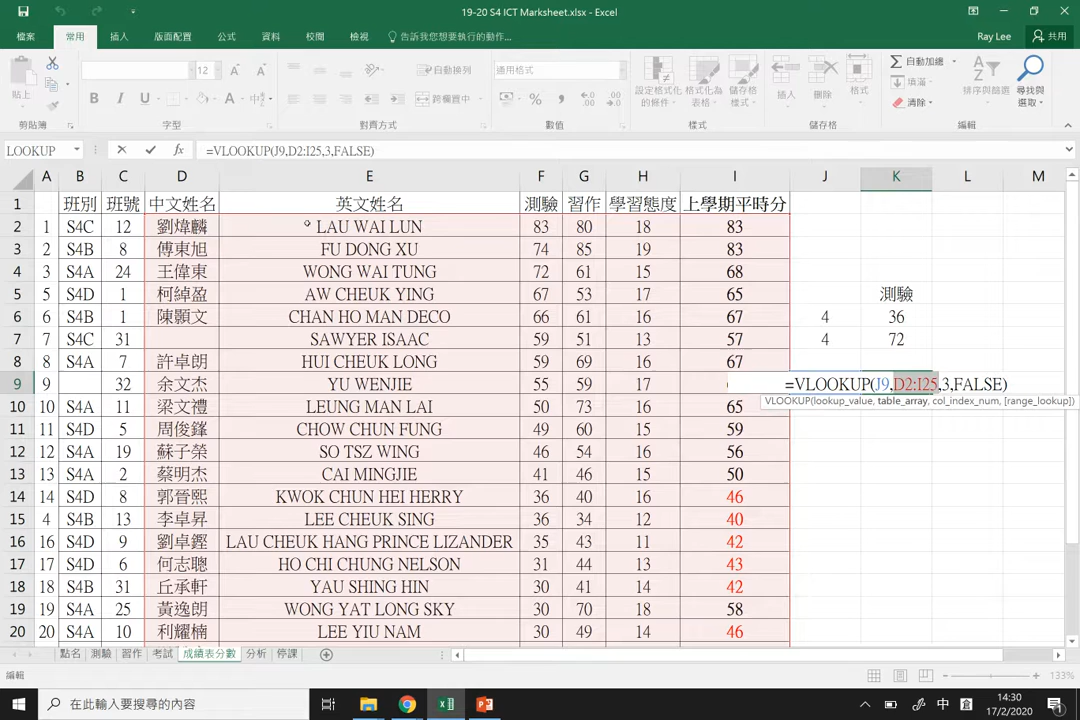 19-20 S4 ICT Marksheet.xlsx - Excel
檔案 常用 插入 版面配置 公式 資料 校閱 檢視 告訴我您想要執行的動作... Ray Lee 共用
貼上 12 A A 自動換列 通用格式 設定格式化的條件 格式化為表格 儲存格樣式 插入 刪除 格式 自動加總 填滿 清除 排序與篩選 尋找與選取
B I U A 中 跨欄置中 $ % , .0 .00
剪貼簿 字型 對齊方式 數值 樣式 儲存格 編輯
LOOKUP fx =VLOOKUP(J9,D2:I25,3,FALSE)
A B C D E F G H I J K L M
1 班別 班號 中文姓名 英文姓名 測驗 習作 學習態度 上學期平時分
2 1 S4C 12 劉煒麟 LAU WAI LUN 83 80 18 83
3 2 S4B 8 傅東旭 FU DONG XU 74 85 19 83
4 3 S4A 24 王偉東 WONG WAI TUNG 72 61 15 68
5 5 S4D 1 柯綽盈 AW CHEUK YING 67 53 17 65 測驗
6 6 S4B 1 陳顥文 CHAN HO MAN DECO 66 61 16 67 4 36
7 7 S4C 31 SAWYER ISAAC 59 51 13 57 4 72
8 8 S4A 7 許卓朗 HUI CHEUK LONG 59 69 16 67
9 9 32 余文杰 YU WENJIE 55 59 17 =VLOOKUP(J9,D2:I25,3,FALSE)
VLOOKUP(lookup_value, table_array, col_index_num, [range_lookup])
10 10 S4A 11 梁文禮 LEUNG MAN LAI 50 73 16 65
11 11 S4D 5 周俊鋒 CHOW CHUN FUNG 49 60 15 59
12 12 S4A 19 蘇子榮 SO TSZ WING 46 54 16 56
13 13 S4A 2 蔡明杰 CAI MINGJIE 41 46 15 50
14 14 S4D 8 郭晉熙 KWOK CHUN HEI HERRY 36 40 16 46
15 4 S4B 13 李卓昇 LEE CHEUK SING 36 34 12 40
16 16 S4D 9 劉卓鏗 LAU CHEUK HANG PRINCE LIZANDER 35 43 11 42
17 17 S4D 6 何志聰 HO CHI CHUNG NELSON 31 44 13 43
18 18 S4B 31 丘承軒 YAU SHING HIN 30 41 14 42
19 19 S4A 25 黃逸朗 WONG YAT LONG SKY 30 70 18 58
20 20 S4A 10 利耀楠 LEE YIU NAM 30 49 14 46
點名 測驗 習作 考試 成績表分數 分析 停課
編輯 133%
在此輸入要搜尋的內容 中 14:30
17/2/2020